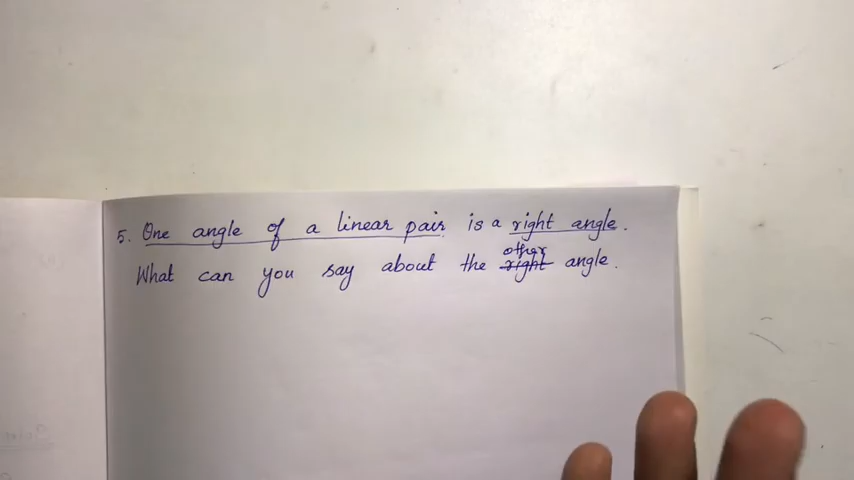 5. One angle of a linear pair is a right angle.
What can you say about the other right angle.